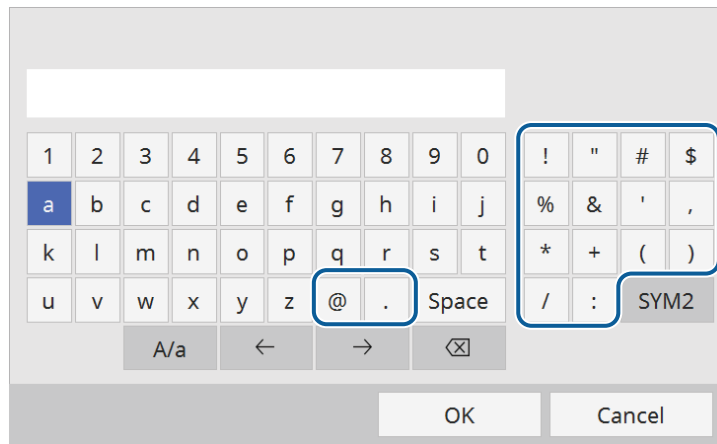 1 2 3 4 5 6 7 8 9 0 ! " # $
a b c d e f g h i j % & ' ,
k l m n o p q r s t * + ( )
u v w x y z @ . Space / : SYM2
A/a ← →
OK Cancel